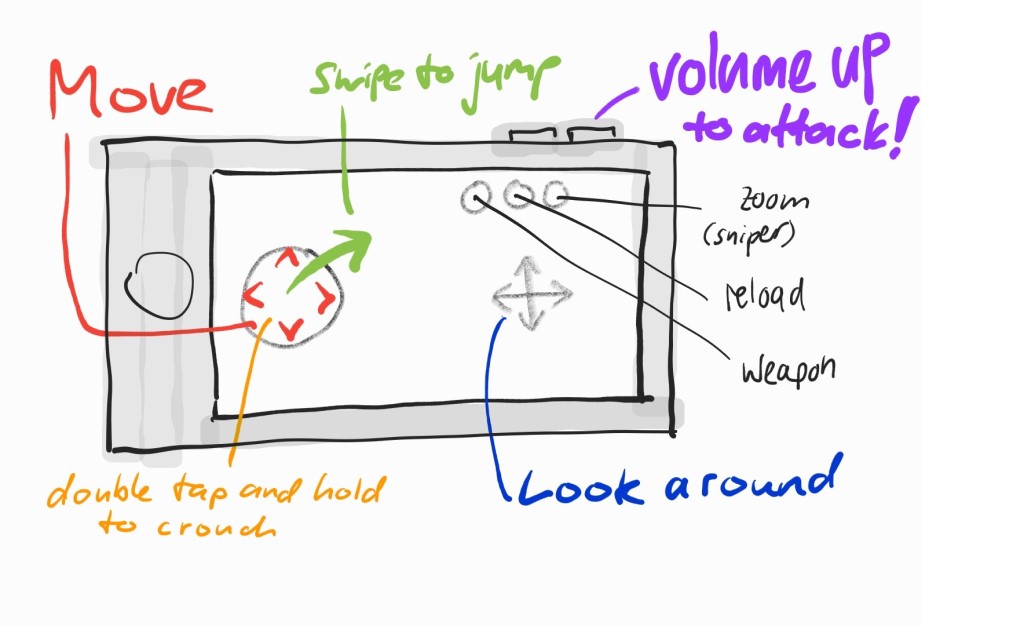 Move
Swipe to jump
volume up
to attack!
zoom
(sniper)
reload
weapon
double tap and hold
to crouch
Look around